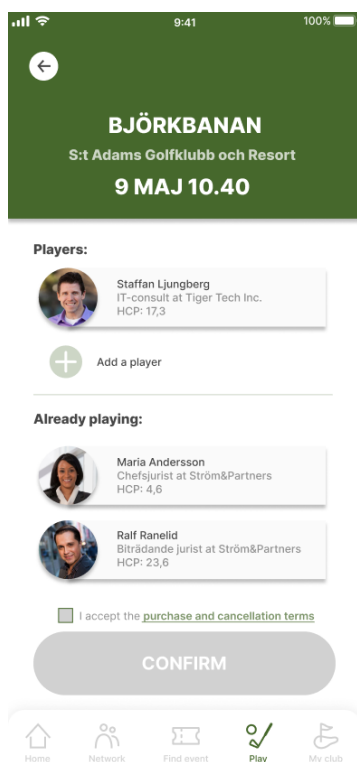 9:41
100%
BJÖRKBANAN
S:t Adams Golfklubb och Resort
9 MAJ 10.40
Players:
Staffan Ljungberg
IT-consult at Tiger Tech Inc.
HCP: 17,3
Add a player
Already playing:
Maria Andersson
Chefsjurist at Ström&Partners
HCP: 4,6
Ralf Ranelid
Biträdande jurist at Ström&Partners
HCP: 23,6
I accept the purchase and cancellation terms
CONFIRM
Home Network Find event Play My club